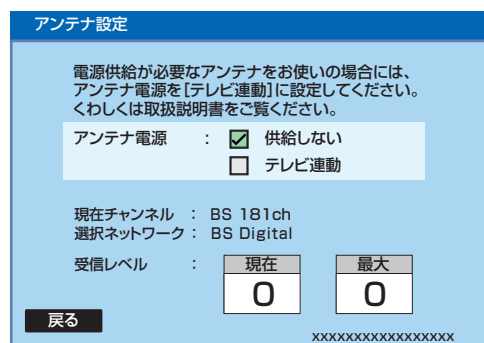 アンテナ設定
電源供給が必要なアンテナをお使いの場合には、
アンテナ電源を[テレビ連動]に設定してください。
くわしくは取扱説明書をご覧ください。
アンテナ電源 : 供給しない
テレビ連動
現在チャンネル : BS 181ch
選択ネットワーク : BS Digital
受信レベル : 現在 最大
0 0
戻る
xxxxxxxxxxxxxxxxx